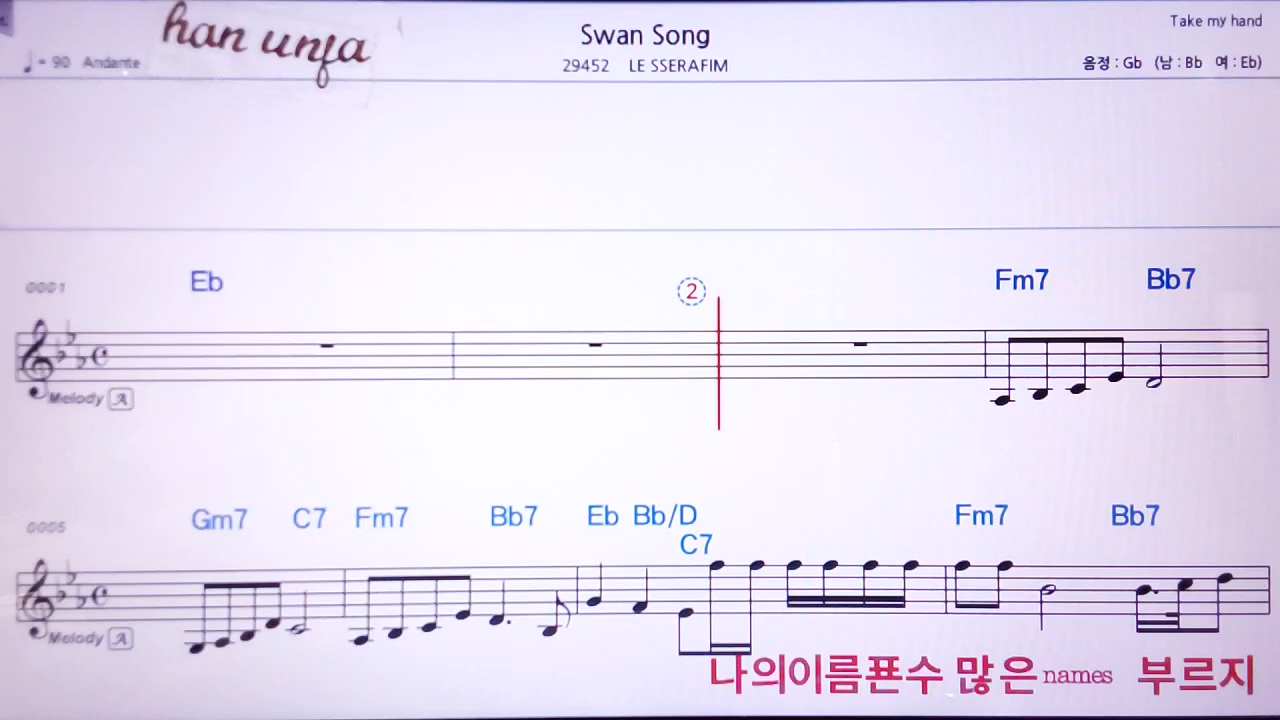 han unja
Swan Song
Take my hand
♩ = 90 Andante
29452 LE SSERAFIM
음정 : Gb (남 : Bb 여 : Eb)
0001
Eb
②
Fm7 Bb7
Melody A
0005
Gm7 C7 Fm7 Bb7 Eb Bb/D Fm7 Bb7
C7
Melody A
나의이름표수 많은 names 부르지